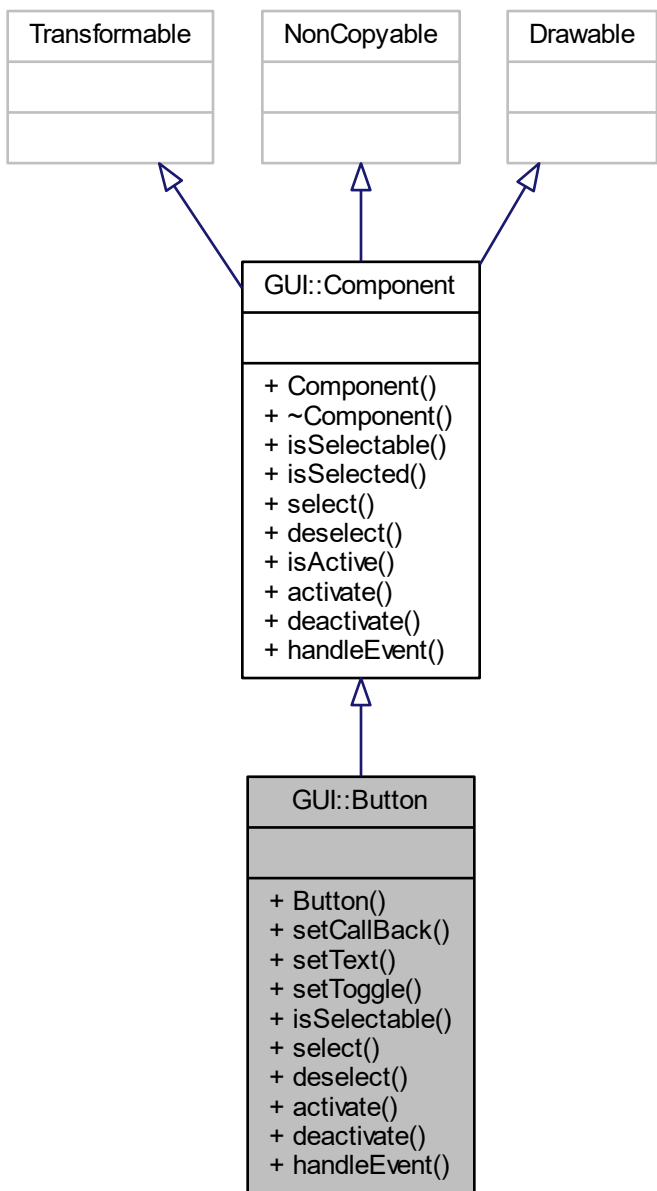 Transformable
NonCopyable
Drawable
GUI::Component
+ Component()
+ ~Component()
+ isSelectable()
+ isSelected()
+ select()
+ deselect()
+ isActive()
+ activate()
+ deactivate()
+ handleEvent()
GUI::Button
+ Button()
+ setCallBack()
+ setText()
+ setToggle()
+ isSelectable()
+ select()
+ deselect()
+ activate()
+ deactivate()
+ handleEvent()